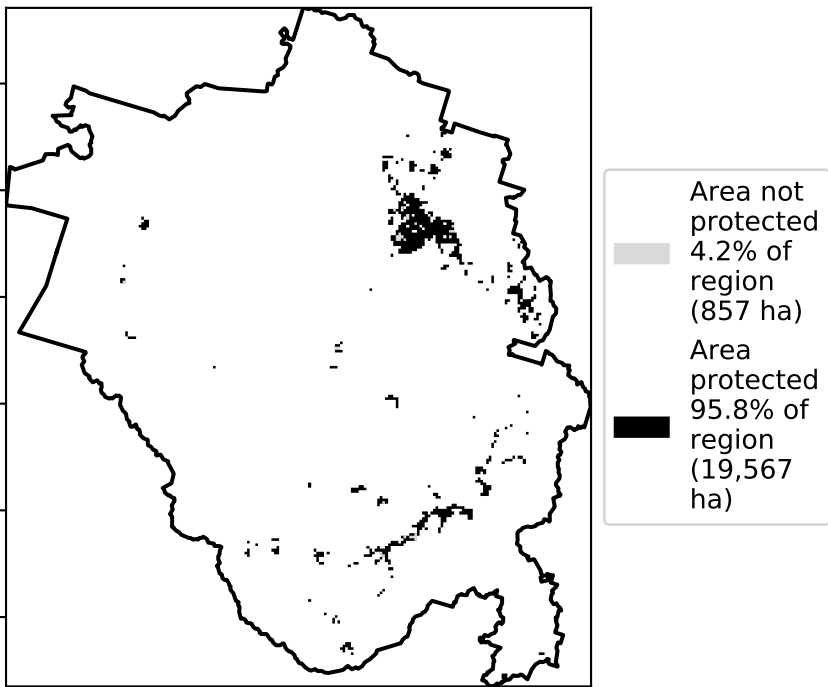 Area not
protected
4.2% of
region
(857 ha)
Area
protected
95.8% of
region
(19,567
ha)